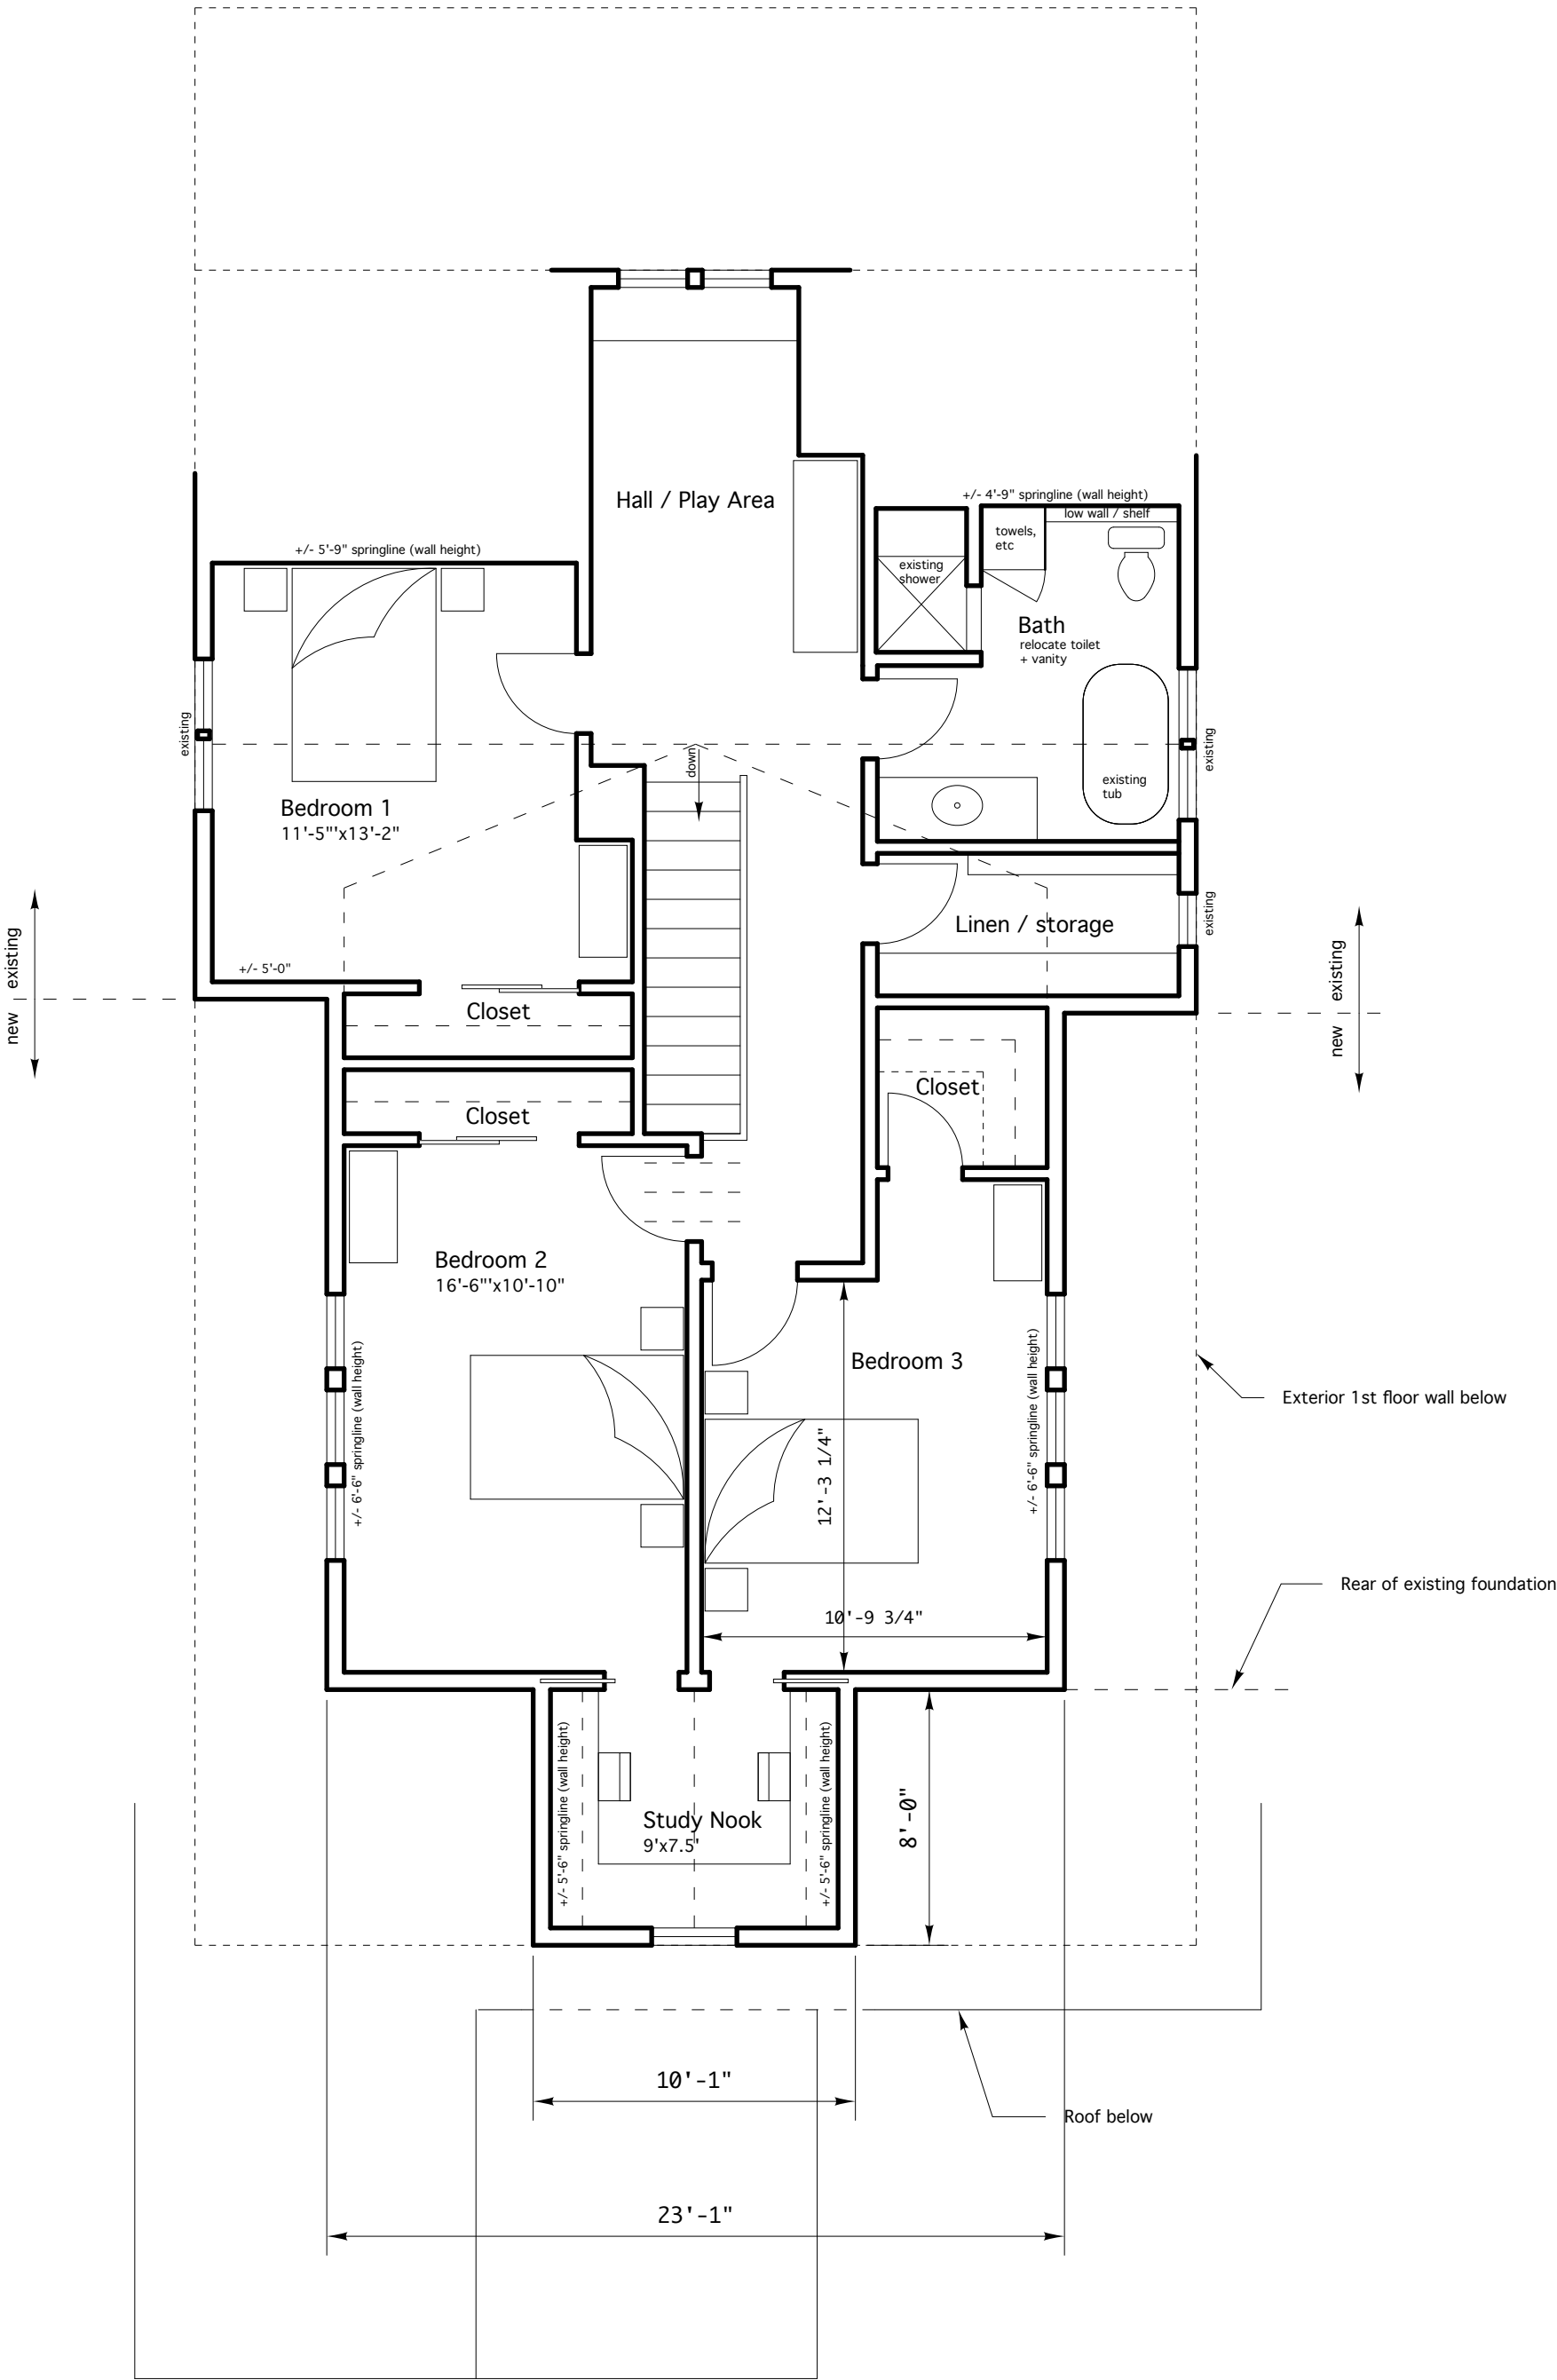 Hall / Play Area
+/- 4'-9" springline (wall height)
low wall / shelf
towels,
etc
+/- 5'-9" springline (wall height)
existing
shower
Bath
relocate toilet
+ vanity
existing
existing
down
existing
tub
Bedroom 1
11'-5"'x13'-2"
existing
Linen / storage
existing
new
+/- 5'-0"
existing
new
Closet
Closet
Closet
Bedroom 2
16'-6"'x10'-10"
Bedroom 3
+/- 6'-6" springline (wall height)
+/- 6'-6" springline (wall height)
Exterior 1st floor wall below
12'-3 1/4"
Rear of existing foundation
10'-9 3/4"
+/- 5'-6" springline (wall height)
+/- 5'-6" springline (wall height)
Study Nook
9'x7.5'
8'-0"
10'-1"
Roof below
23'-1"